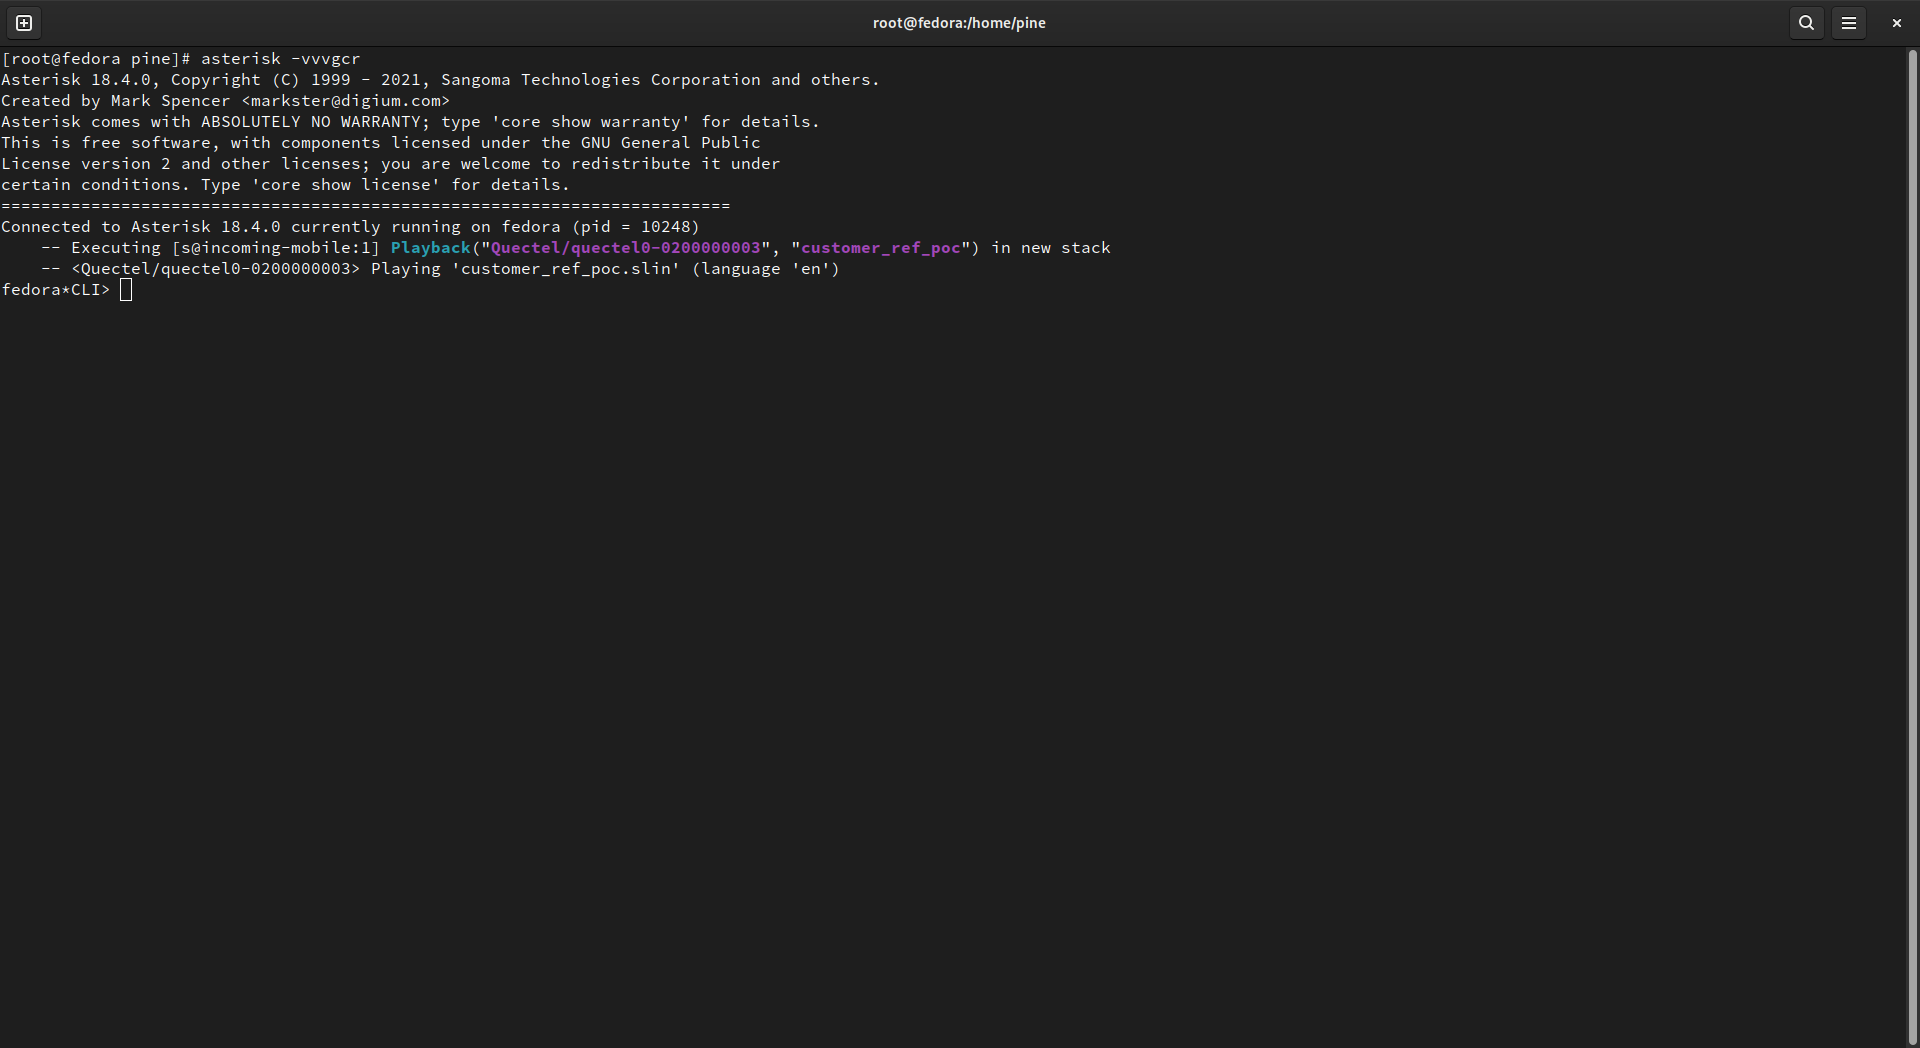 root@fedora:/home/pine
[root@fedora pine]# asterisk -vvvgcr
Asterisk 18.4.0, Copyright (C) 1999 - 2021, Sangoma Technologies Corporation and others.
Created by Mark Spencer <markster@digium.com>
Asterisk comes with ABSOLUTELY NO WARRANTY; type 'core show warranty' for details.
This is free software, with components licensed under the GNU General Public
License version 2 and other licenses; you are welcome to redistribute it under
certain conditions. Type 'core show license' for details.
=========================================================================
Connected to Asterisk 18.4.0 currently running on fedora (pid = 10248)
    -- Executing [s@incoming-mobile:1] Playback("Quectel/quectel0-0200000003", "customer_ref_poc") in new stack
    -- <Quectel/quectel0-0200000003> Playing 'customer_ref_poc.slin' (language 'en')
fedora*CLI>